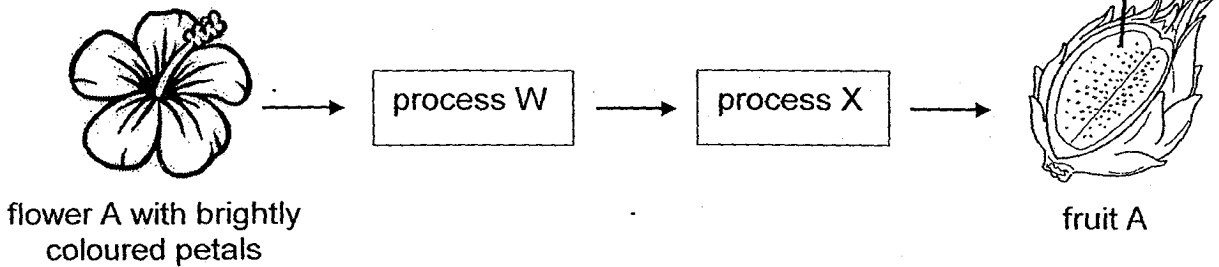 process W
process X
flower A with brightly
coloured petals
fruit A